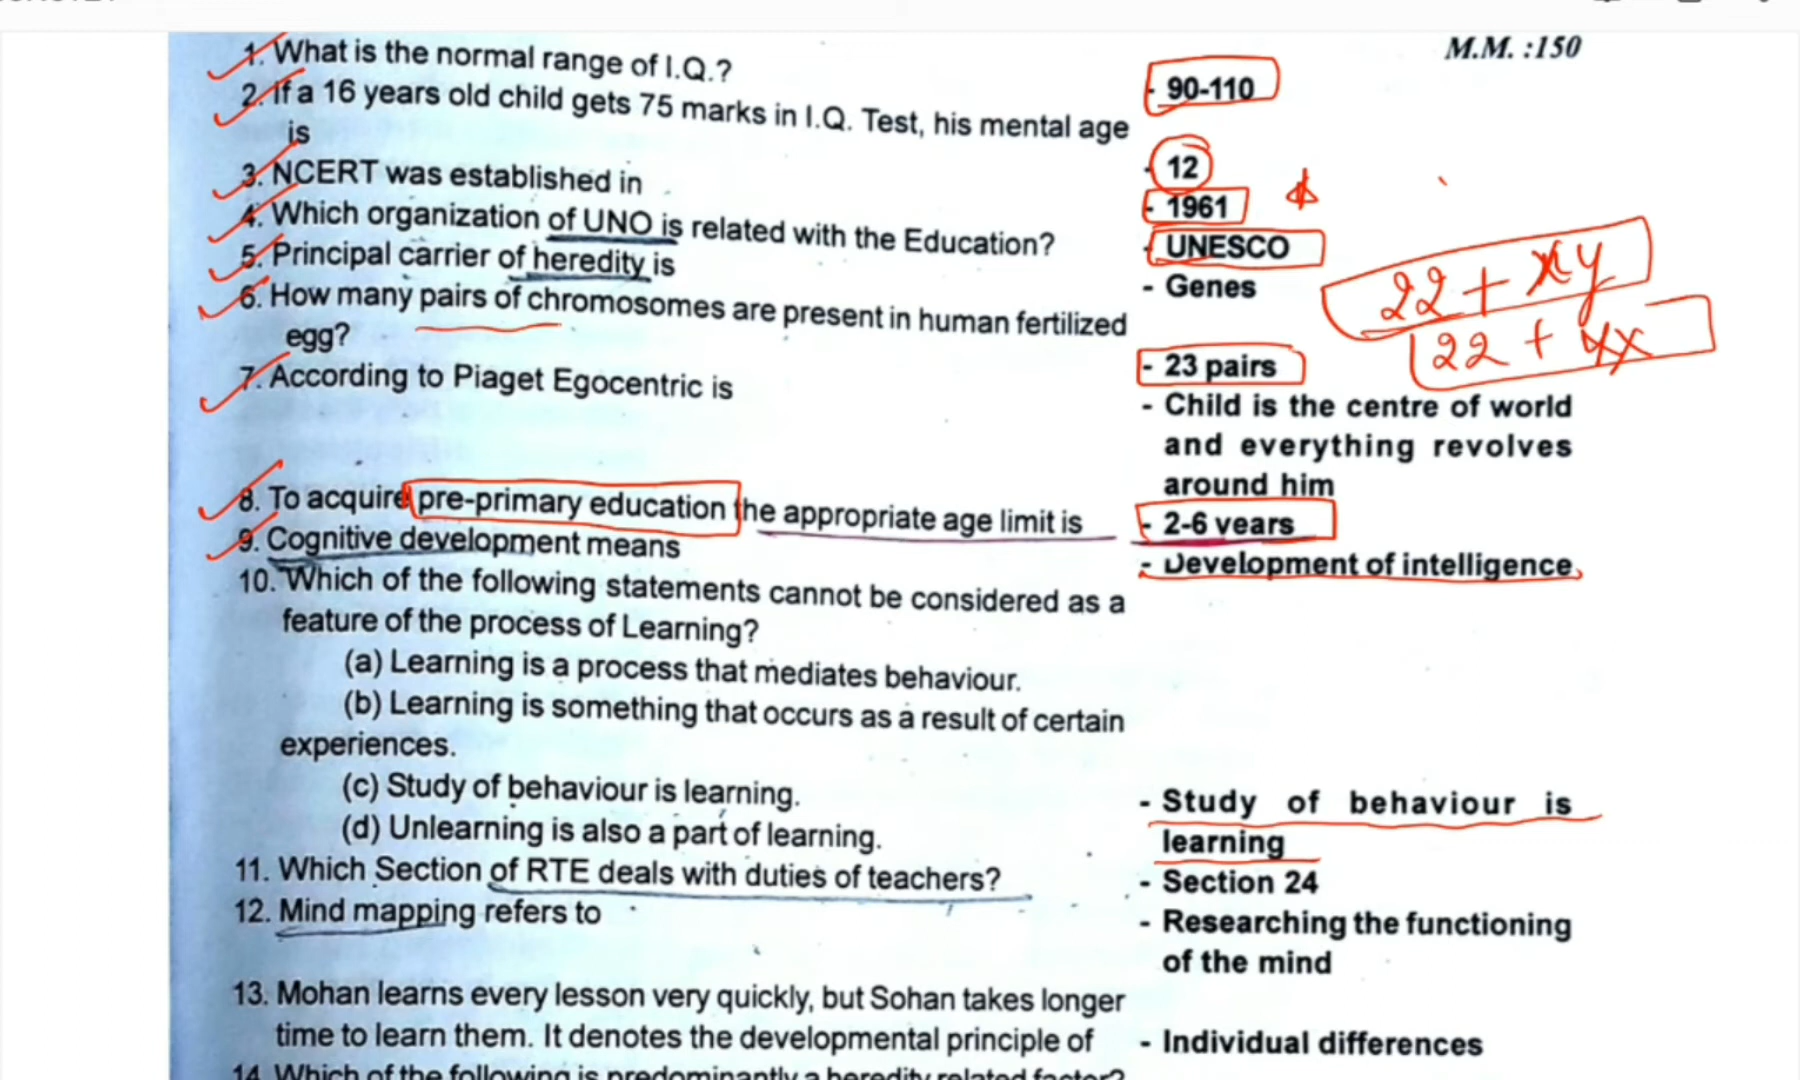 M.M. :150
1. What is the normal range of I.Q.?
- 90-110
2. If a 16 years old child gets 75 marks in I.Q. Test, his mental age
is
- 12
3. NCERT was established in
- 1961
4. Which organization of UNO is related with the Education?
- UNESCO
5. Principal carrier of heredity is
- Genes
22 + xy
6. How many pairs of chromosomes are present in human fertilized
egg?
- 23 pairs
22 +
7. According to Piaget Egocentric is
- Child is the centre of world
and everything revolves
around him
8. To acquire pre-primary education the appropriate age limit is
- 2-6 years
9. Cognitive development means
- Development of intelligence
10. Which of the following statements cannot be considered as a
feature of the process of Learning?
(a) Learning is a process that mediates behaviour.
(b) Learning is something that occurs as a result of certain
experiences.
(c) Study of behaviour is learning.
(d) Unlearning is also a part of learning.
- Study of behaviour is
learning
11. Which Section of RTE deals with duties of teachers?
- Section 24
12. Mind mapping refers to
- Researching the functioning
of the mind
13. Mohan learns every lesson very quickly, but Sohan takes longer
time to learn them. It denotes the developmental principle of
- Individual differences
14. Which of the following is predominantly a heredity related factor?